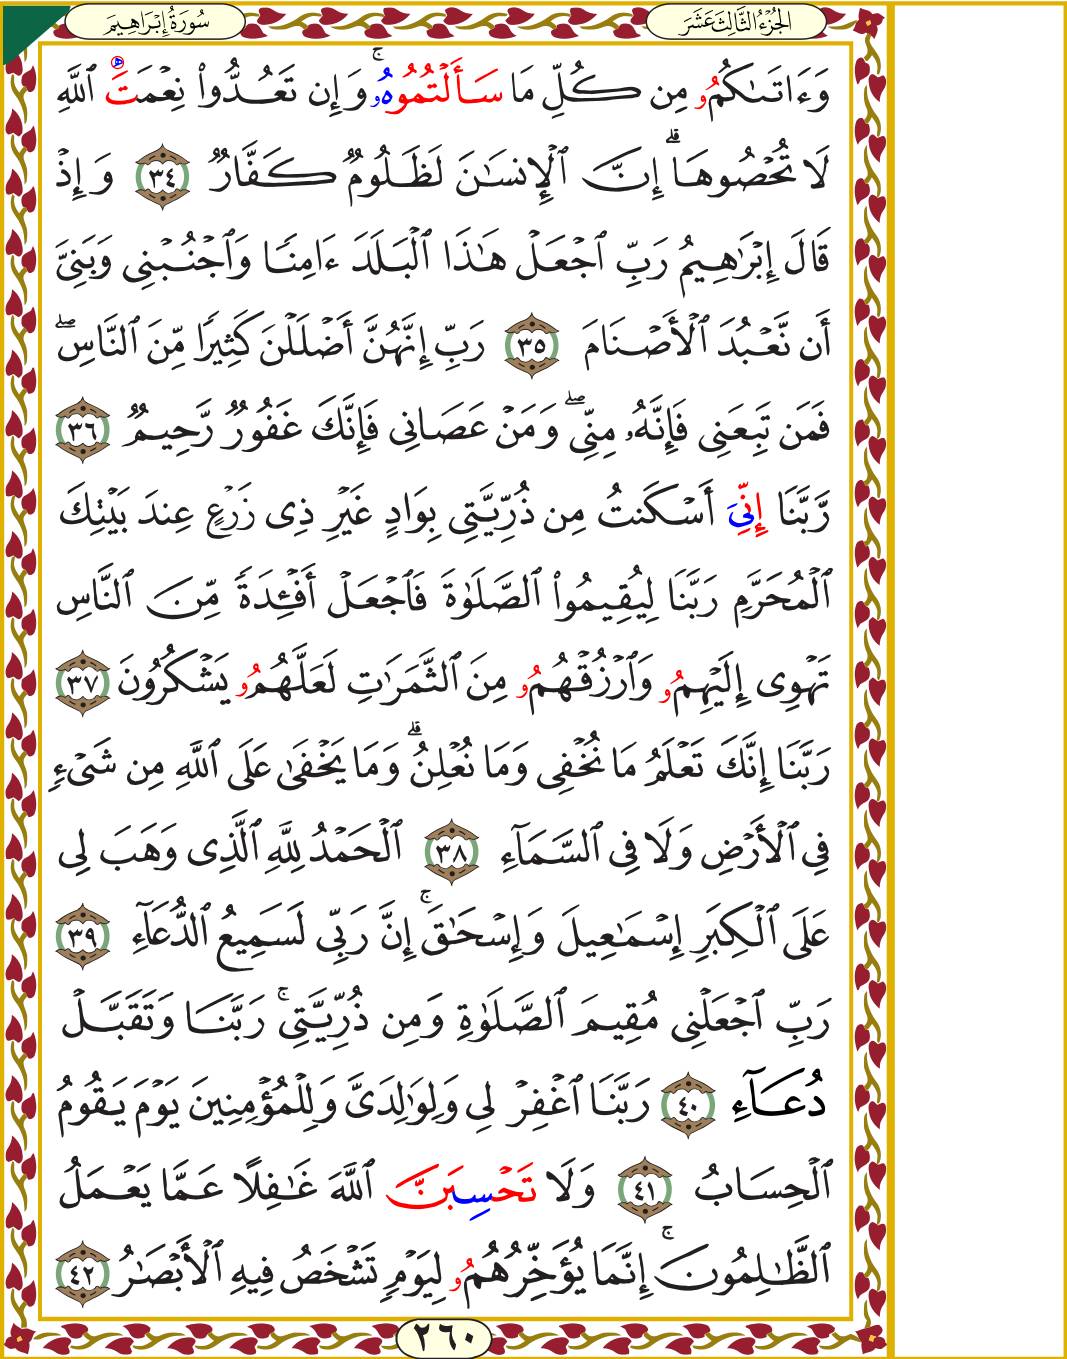 سُورَةُ إِبْرَاهِيمَ
الجُزْءُ الثَّالِثَ عَشَرَ
وَءَاتَىٰكُمُۥ مِن كُلِّ مَا سَأَلْتُمُوهُۥۚ وَإِن تَعُدُّوا۟ نِعْمَتَ ٱللَّهِ
لَا تُحْصُوهَاۗ إِنَّ ٱلْإِنسَـٰنَ لَظَلُومٌ كَفَّارٌ ٣٤ وَإِذْ
قَالَ إِبْرَٰهِيمُ رَبِّ ٱجْعَلْ هَـٰذَا ٱلْبَلَدَ ءَامِنًا وَٱجْنُبْنِى وَبَنِىَّ
أَن نَّعْبُدَ ٱلْأَصْنَامَ ٣٥ رَبِّ إِنَّهُنَّ أَضْلَلْنَ كَثِيرًا مِّنَ ٱلنَّاسِۖ
فَمَن تَبِعَنِى فَإِنَّهُۥ مِنِّىۖ وَمَنْ عَصَانِى فَإِنَّكَ غَفُورٌ رَّحِيمٌ ٣٦
رَّبَّنَا إِنِّىَ أَسْكَنتُ مِن ذُرِّيَّتِى بِوَادٍ غَيْرِ ذِى زَرْعٍ عِندَ بَيْتِكَ
ٱلْمُحَرَّمِ رَبَّنَا لِيُقِيمُوا۟ ٱلصَّلَوٰةَ فَٱجْعَلْ أَفْـِٔدَةً مِّنَ ٱلنَّاسِ
تَهْوِى إِلَيْهِمُۥ وَٱرْزُقْهُمُۥ مِنَ ٱلثَّمَرَٰتِ لَعَلَّهُمُۥ يَشْكُرُونَ ٣٧
رَبَّنَا إِنَّكَ تَعْلَمُ مَا نُخْفِى وَمَا نُعْلِنُۗ وَمَا يَخْفَىٰ عَلَى ٱللَّهِ مِن شَىْءٍ
فِى ٱلْأَرْضِ وَلَا فِى ٱلسَّمَآءِ ٣٨ ٱلْحَمْدُ لِلَّهِ ٱلَّذِى وَهَبَ لِى
عَلَى ٱلْكِبَرِ إِسْمَـٰعِيلَ وَإِسْحَـٰقَۚ إِنَّ رَبِّى لَسَمِيعُ ٱلدُّعَآءِ ٣٩
رَبِّ ٱجْعَلْنِى مُقِيمَ ٱلصَّلَوٰةِ وَمِن ذُرِّيَّتِىۚ رَبَّنَا وَتَقَبَّلْ
دُعَآءِ ٤٠ رَبَّنَا ٱغْفِرْ لِى وَلِوَٰلِدَىَّ وَلِلْمُؤْمِنِينَ يَوْمَ يَقُومُ
ٱلْحِسَابُ ٤١ وَلَا تَحْسِبَنَّ ٱللَّهَ غَـٰفِلًا عَمَّا يَعْمَلُ
ٱلظَّـٰلِمُونَۚ إِنَّمَا يُؤَخِّرُهُمُۥ لِيَوْمٍ تَشْخَصُ فِيهِ ٱلْأَبْصَـٰرُ ٤٢
٢٦٠